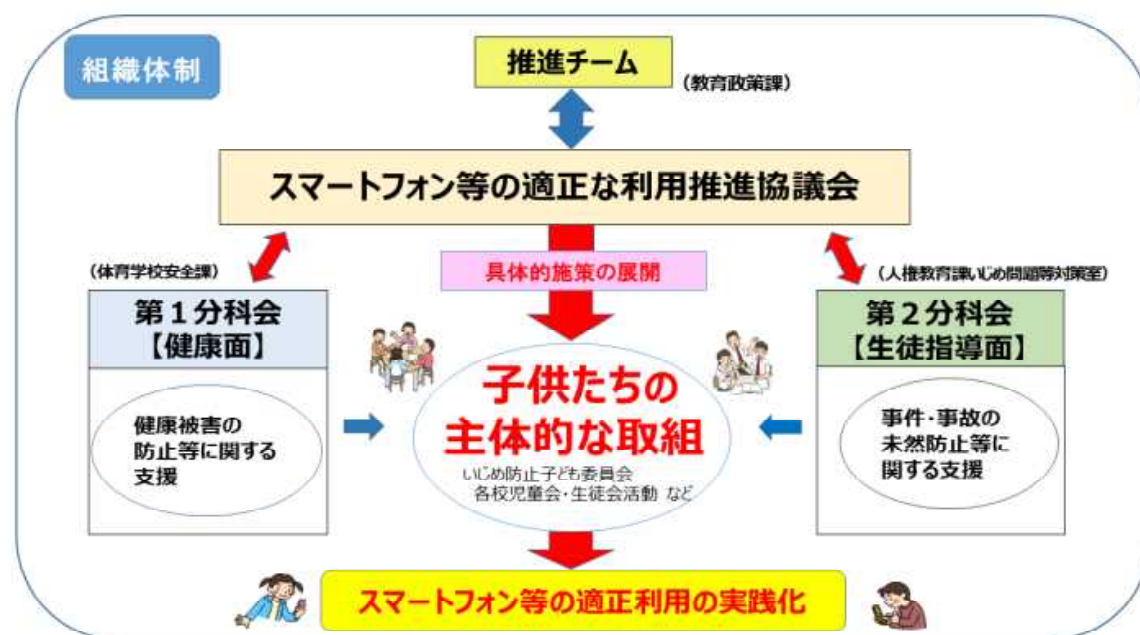 組織体制
推進チーム
（教育政策課）
スマートフォン等の適正な利用推進協議会
（体育学校安全課）
具体的施策の展開
（人権教育課いじめ問題等対策室）
第１分科会
【健康面】
健康被害の
防止等に関する
支援
子供たちの
主体的な取組
いじめ防止子ども委員会
各校児童会・生徒会活動 など
第２分科会
【生徒指導面】
事件・事故の
未然防止等に
関する支援
スマートフォン等の適正利用の実践化